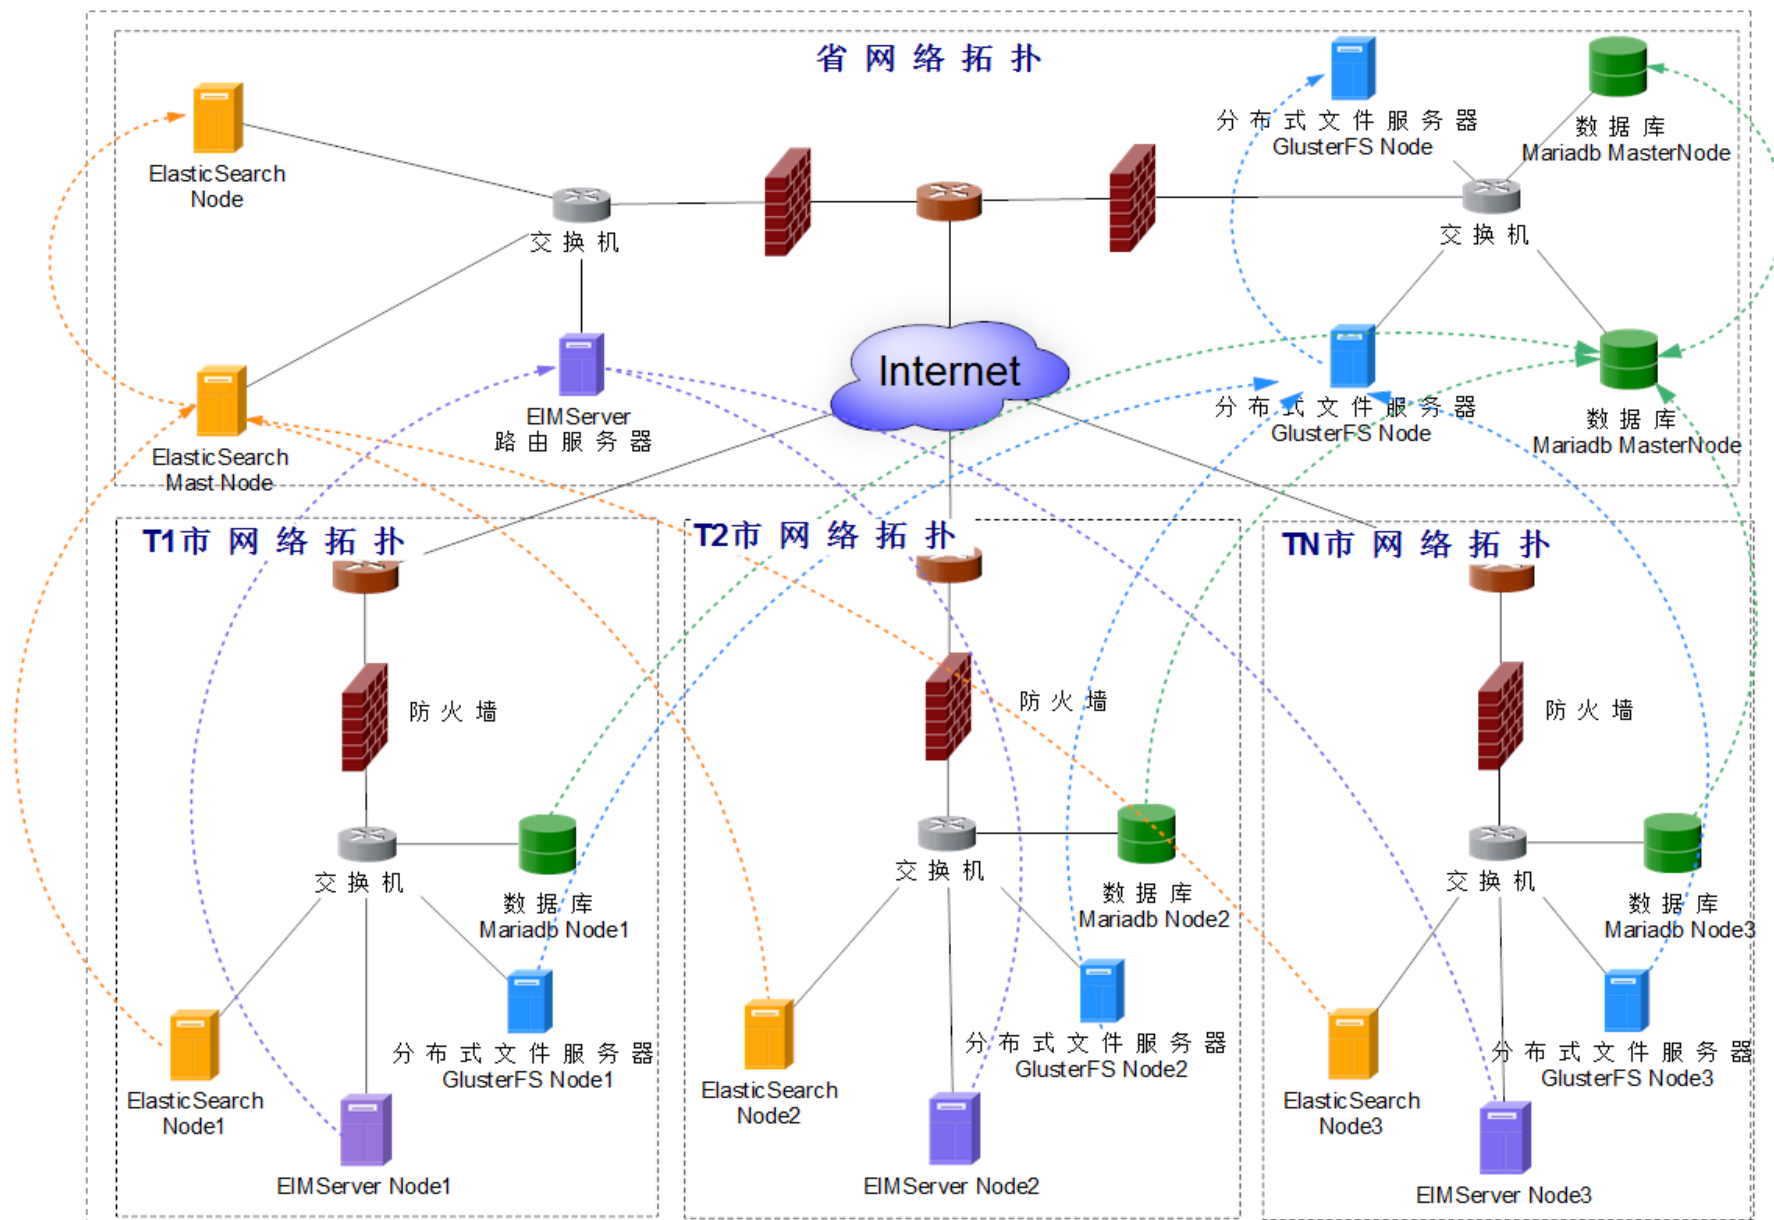 省网络拓扑
分布式文件服务器
GlusterFS Node
数据库
Mariadb MasterNode
ElasticSearch
Node
交换机
交换机
Internet
EIMServer
路由服务器
分布式文件服务器
GlusterFS Node
数据库
Mariadb MasterNode
ElasticSearch
Mast Node
T1市网络拓扑
防火墙
交换机
数据库
Mariadb Node1
分布式文件服务器
GlusterFS Node1
ElasticSearch
Node1
EIMServer Node1
T2市网络拓扑
防火墙
交换机
数据库
Mariadb Node2
分布式文件服务器
GlusterFS Node2
ElasticSearch
Node2
EIMServer Node2
TN市网络拓扑
防火墙
交换机
数据库
Mariadb Node3
分布式文件服务器
GlusterFS Node3
ElasticSearch
Node3
EIMServer Node3